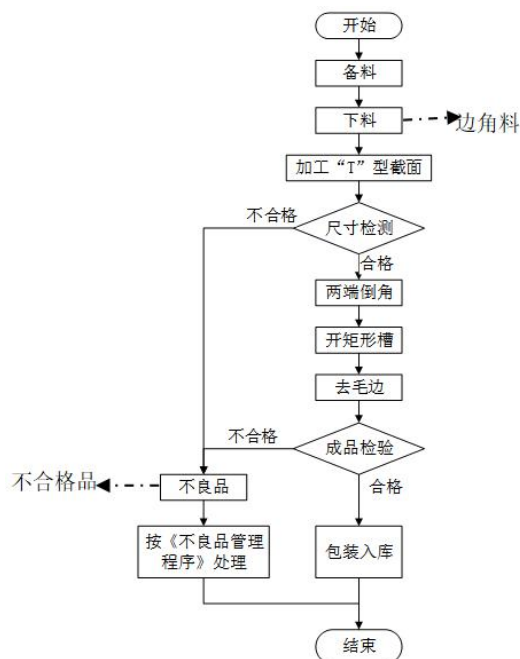 开始
备料
下料
边角料
加工“T”型截面
不合格
尺寸检测
合格
两端倒角
开矩形槽
去毛边
不合格
成品检验
不合格品
不良品
合格
按《不良品管理
程序》处理
包装入库
结束